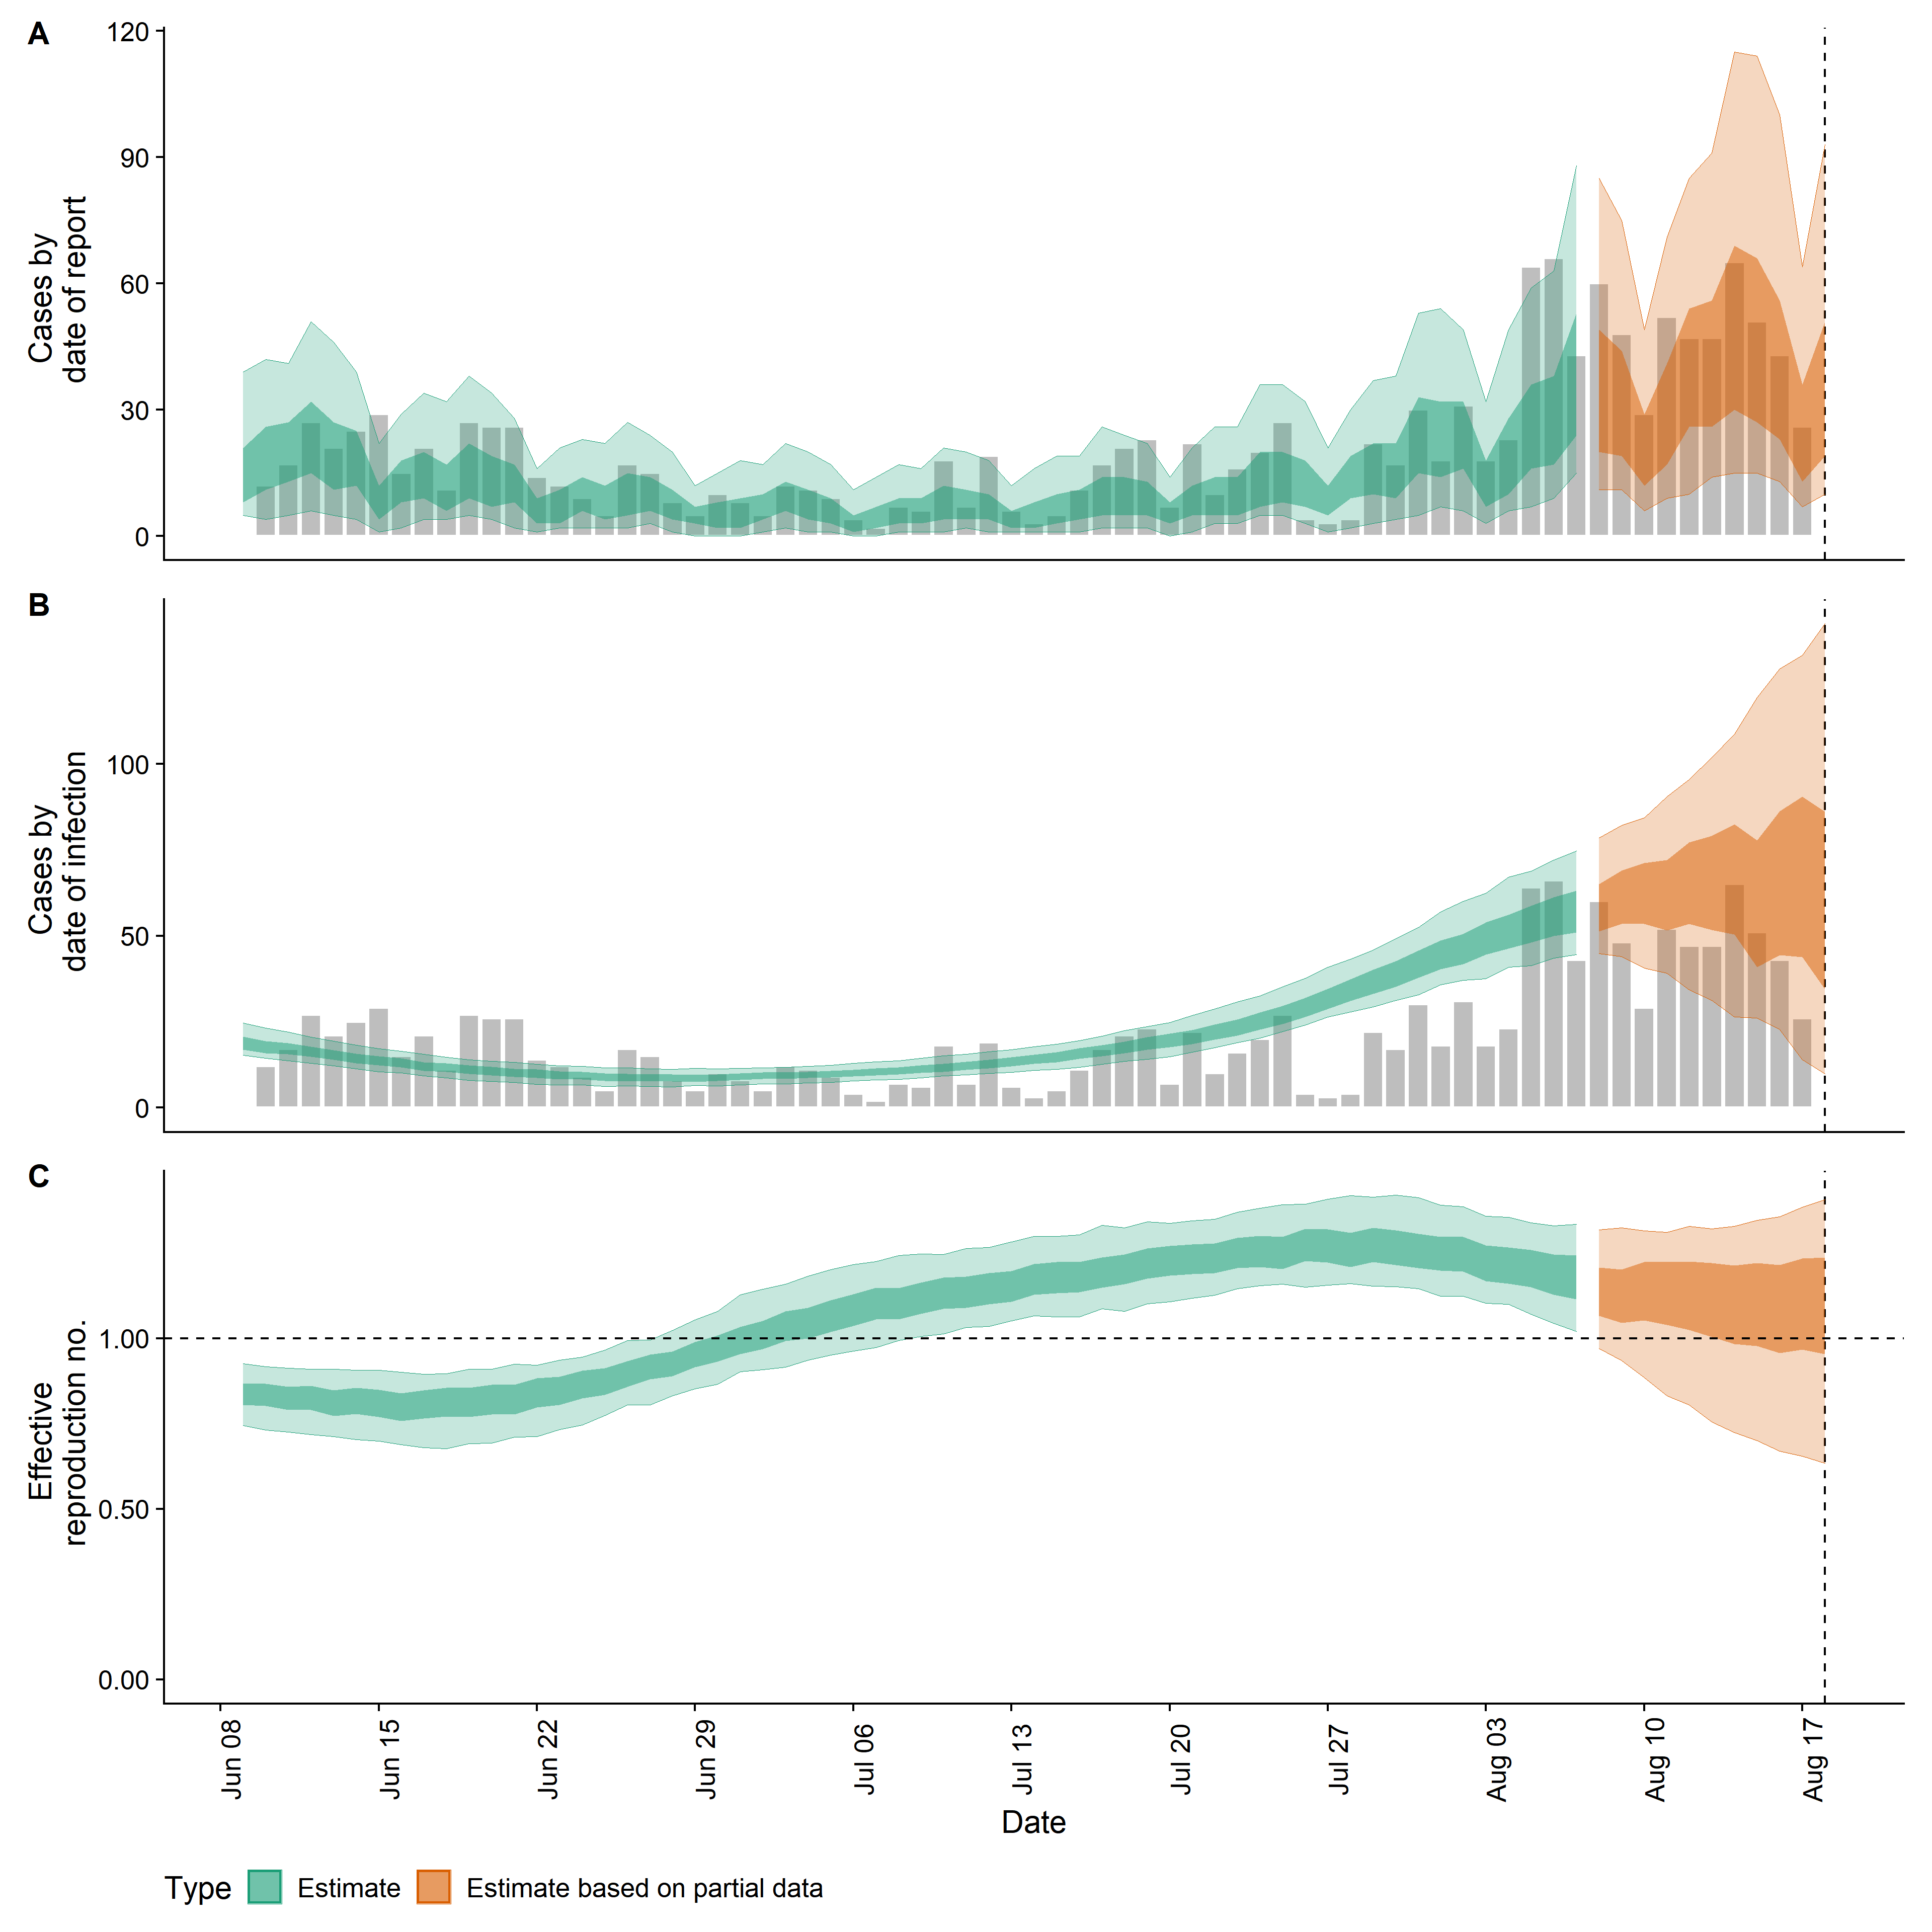 A
120
90
60
30
0
Cases by
date of report
B
100
50
0
Cases by
date of infection
C
1.00
0.50
0.00
Effective
reproduction no.
Jun 08
Jun 15
Jun 22
Jun 29
Jul 06
Jul 13
Jul 20
Jul 27
Aug 03
Aug 10
Aug 17
Date
Type Estimate Estimate based on partial data